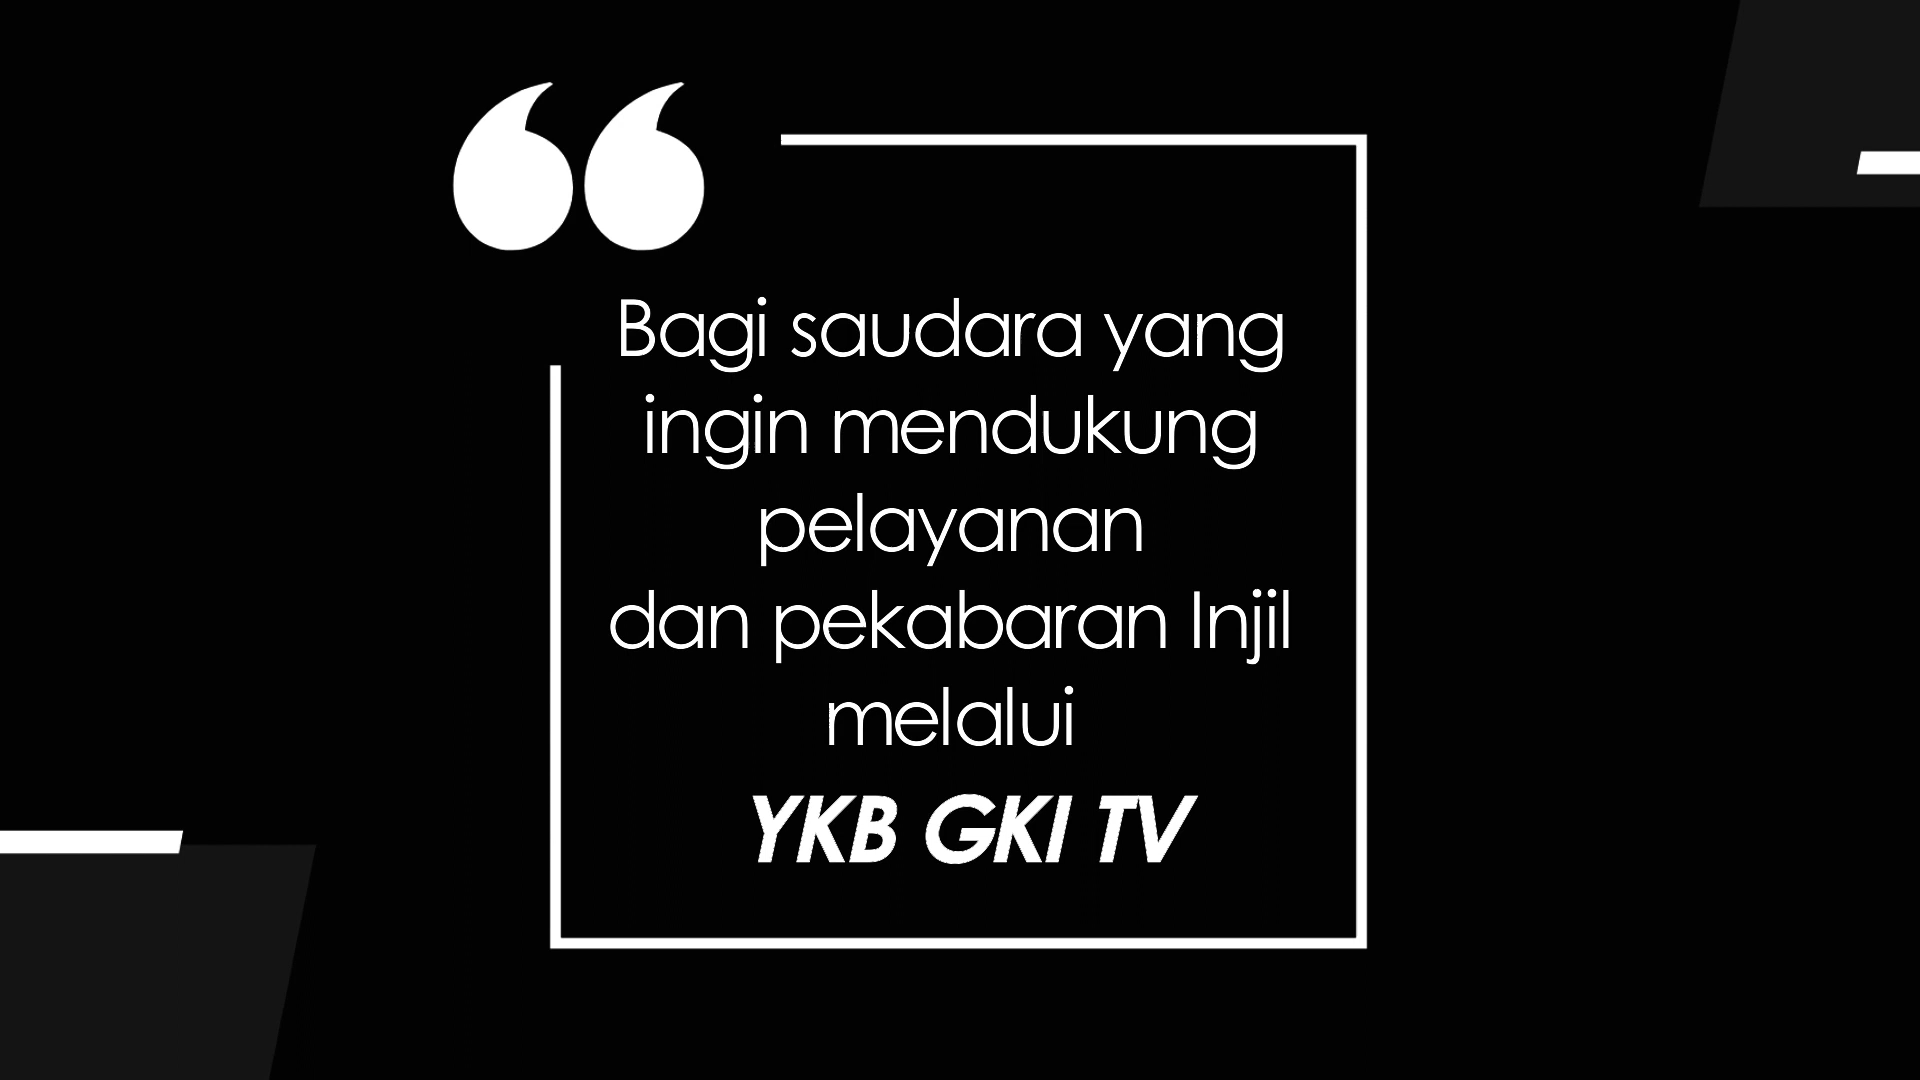 Bagi saudara yang
ingin mendukung
pelayanan
dan pekabaran Injil
melalui
YKB GKI TV